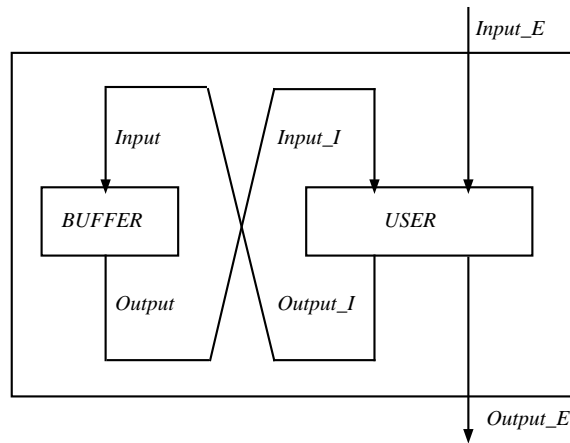 Input_E
Input
Input_I
BUFFER
USER
Output
Output_I
Output_E